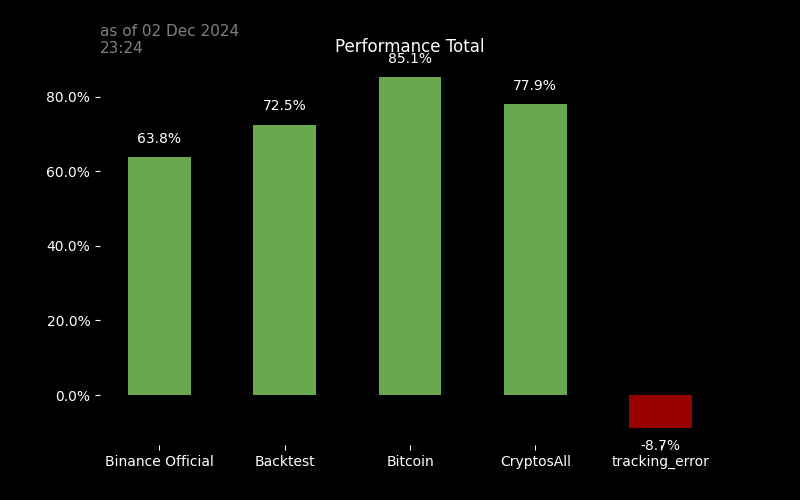 as of 02 Dec 2024
23:24
Performance Total
85.1%
77.9%
72.5%
63.8%
80.0%
60.0%
40.0%
20.0%
0.0%
-8.7%
Binance Official
Backtest
Bitcoin
CryptosAll
tracking_error